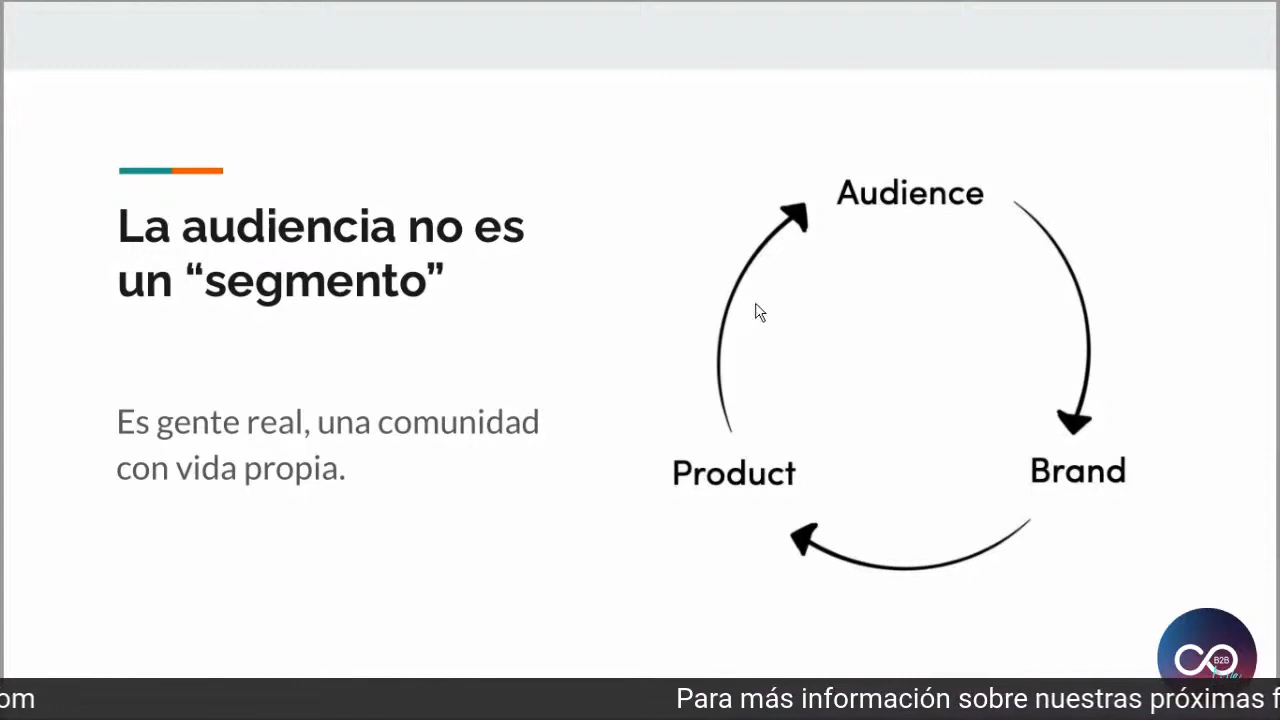 La audiencia no es
un “segmento”
Es gente real, una comunidad
con vida propia.
Audience
Product
Brand
B2B
om
Para más información sobre nuestras próximas f